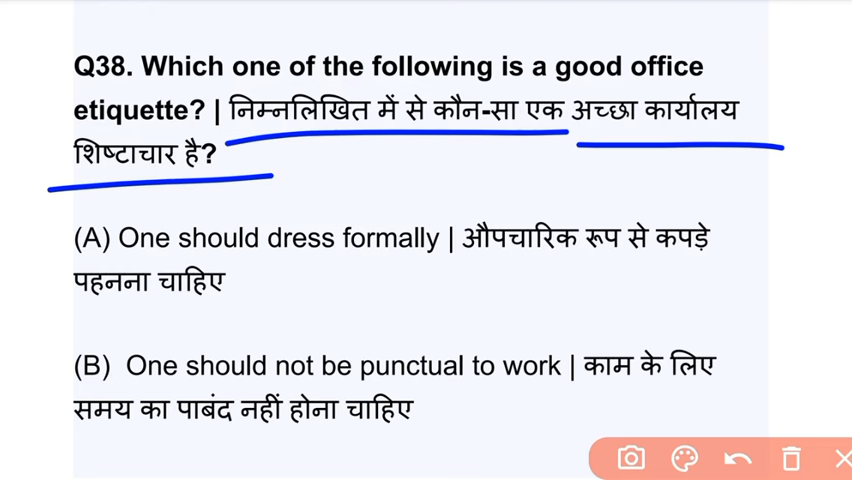 Q38. Which one of the following is a good office
etiquette? | निम्नलिखित में से कौन-सा एक अच्छा कार्यालय
शिष्टाचार है?
(A) One should dress formally | औपचारिक रूप से कपड़े
पहनना चाहिए
(B) One should not be punctual to work | काम के लिए
समय का पाबंद नहीं होना चाहिए